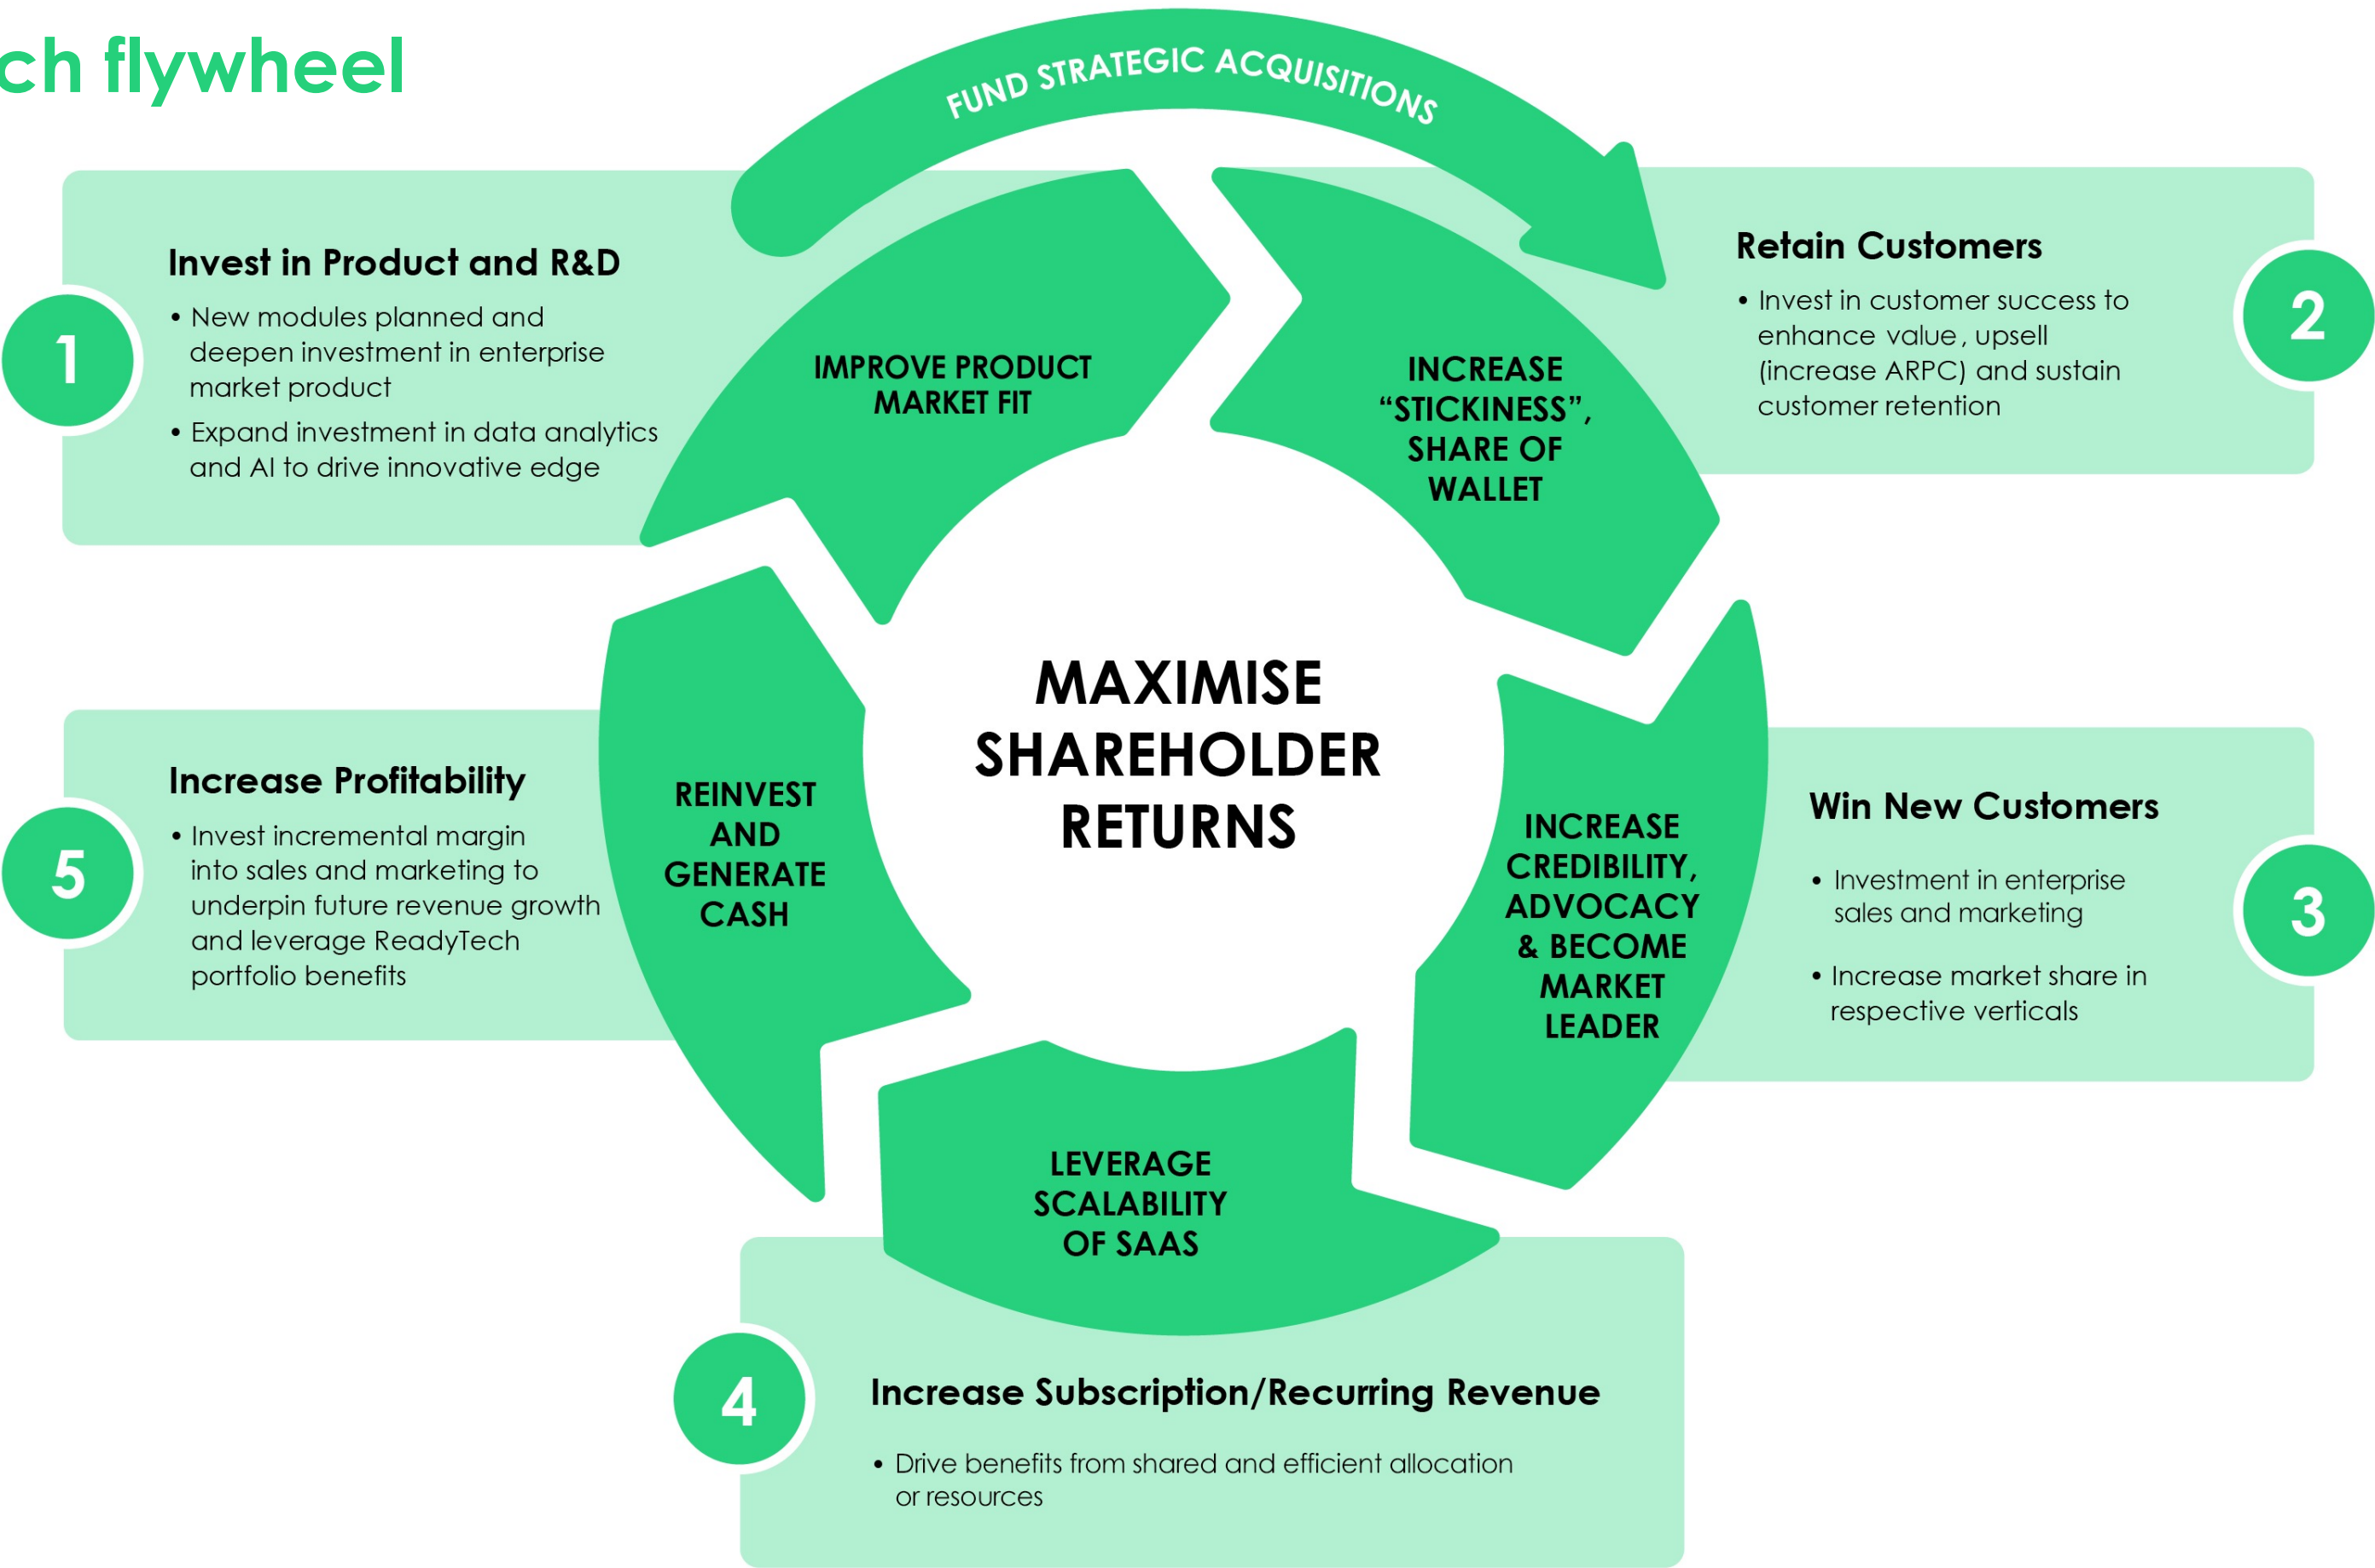 ch flywheel
FUND STRATEGIC ACQUISITIONS
1
Invest in Product and R&D
• New modules planned and
deepen investment in enterprise
market product
• Expand investment in data analytics
and AI to drive innovative edge
IMPROVE PRODUCT
MARKET FIT
INCREASE
“STICKINESS”,
SHARE OF
WALLET
Retain Customers
• Invest in customer success to
enhance value, upsell
(increase ARPC) and sustain
customer retention
2
MAXIMISE
SHAREHOLDER
RETURNS
INCREASE
CREDIBILITY,
ADVOCACY
& BECOME
MARKET
LEADER
Win New Customers
• Investment in enterprise
sales and marketing
• Increase market share in
respective verticals
3
LEVERAGE
SCALABILITY
OF SAAS
4
Increase Subscription/Recurring Revenue
• Drive benefits from shared and efficient allocation
or resources
5
Increase Profitability
• Invest incremental margin
into sales and marketing to
underpin future revenue growth
and leverage ReadyTech
portfolio benefits
REINVEST
AND
GENERATE
CASH